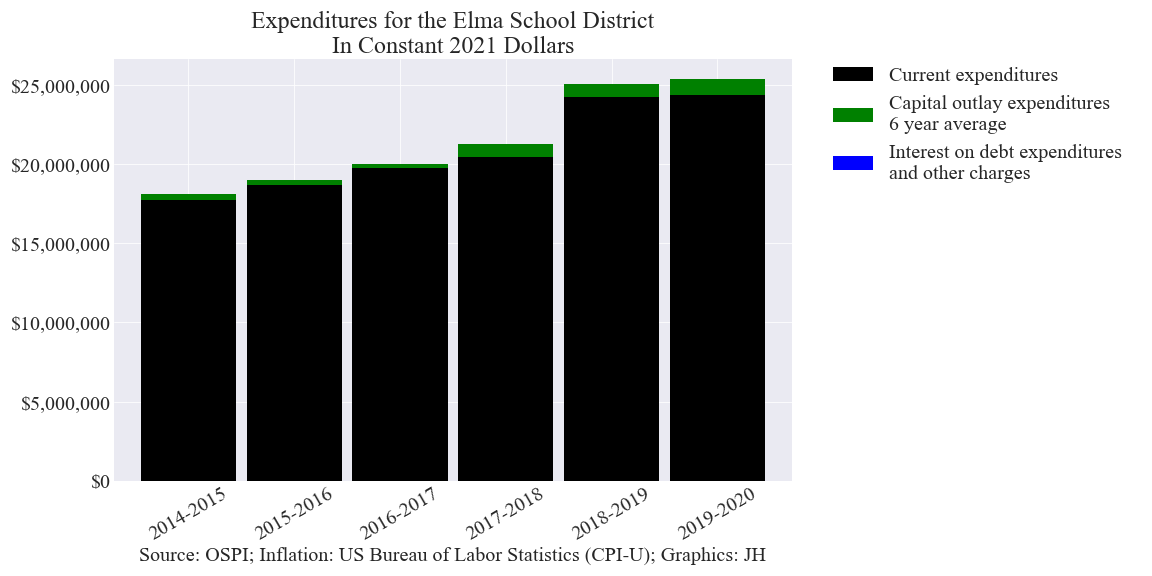 Expenditures for the Elma School District
In Constant 2021 Dollars
$25,000,000
$20,000,000
$15,000,000
$10,000,000
$5,000,000
$0
2014-2015
2015-2016
2016-2017
2017-2018
2018-2019
2019-2020
Source: OSPI; Inflation: US Bureau of Labor Statistics (CPI-U); Graphics: JH
Current expenditures
Capital outlay expenditures
6 year average
Interest on debt expenditures
and other charges